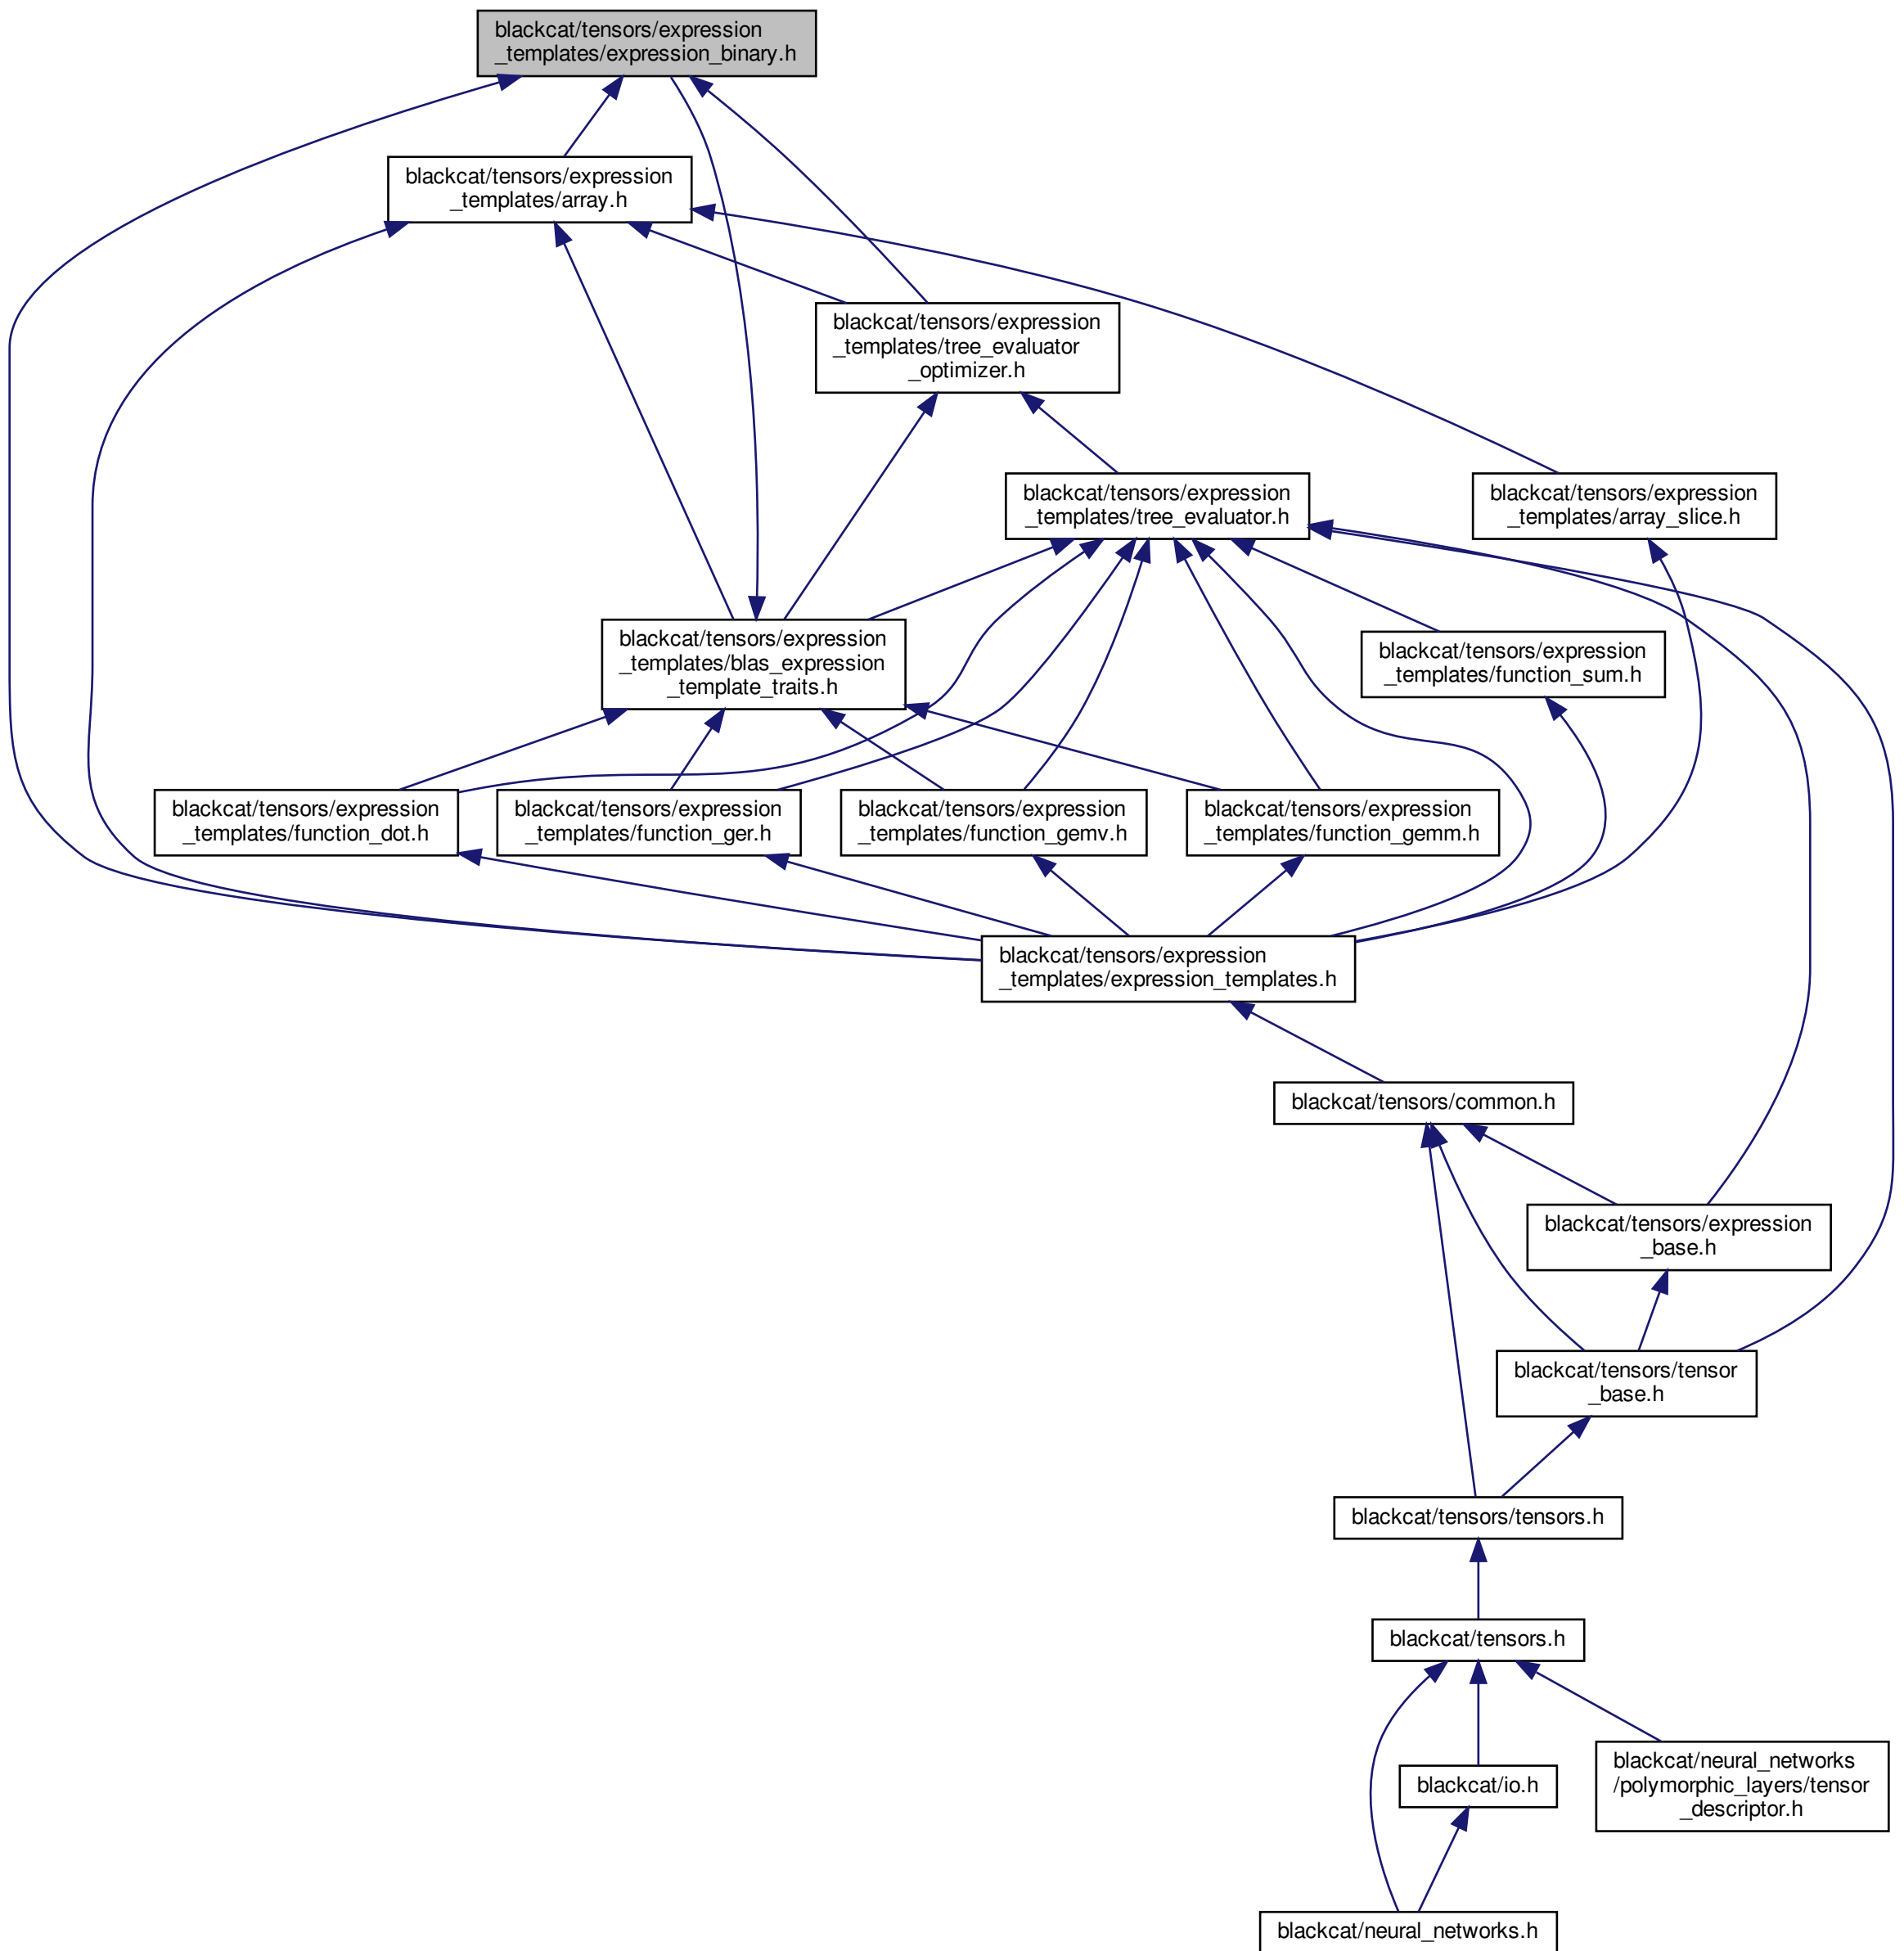 blackcat/tensors/expression
_templates/expression_binary.h
blackcat/tensors/expression
_templates/array.h
blackcat/tensors/expression
_templates/tree_evaluator
_optimizer.h
blackcat/tensors/expression
_templates/tree_evaluator.h
blackcat/tensors/expression
_templates/array_slice.h
blackcat/tensors/expression
_templates/blas_expression
_template_traits.h
blackcat/tensors/expression
_templates/function_sum.h
blackcat/tensors/expression
_templates/function_dot.h
blackcat/tensors/expression
_templates/function_ger.h
blackcat/tensors/expression
_templates/function_gemv.h
blackcat/tensors/expression
_templates/function_gemm.h
blackcat/tensors/expression
_templates/expression_templates.h
blackcat/tensors/common.h
blackcat/tensors/expression
_base.h
blackcat/tensors/tensor
_base.h
blackcat/tensors/tensors.h
blackcat/tensors.h
blackcat/io.h
blackcat/neural_networks
/polymorphic_layers/tensor
_descriptor.h
blackcat/neural_networks.h